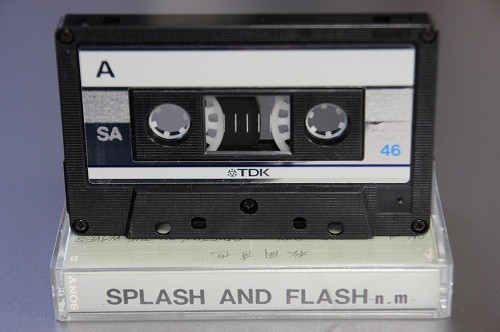 A
SA
46
TDK
SONY
SPLASH AND FLASH -n.m-